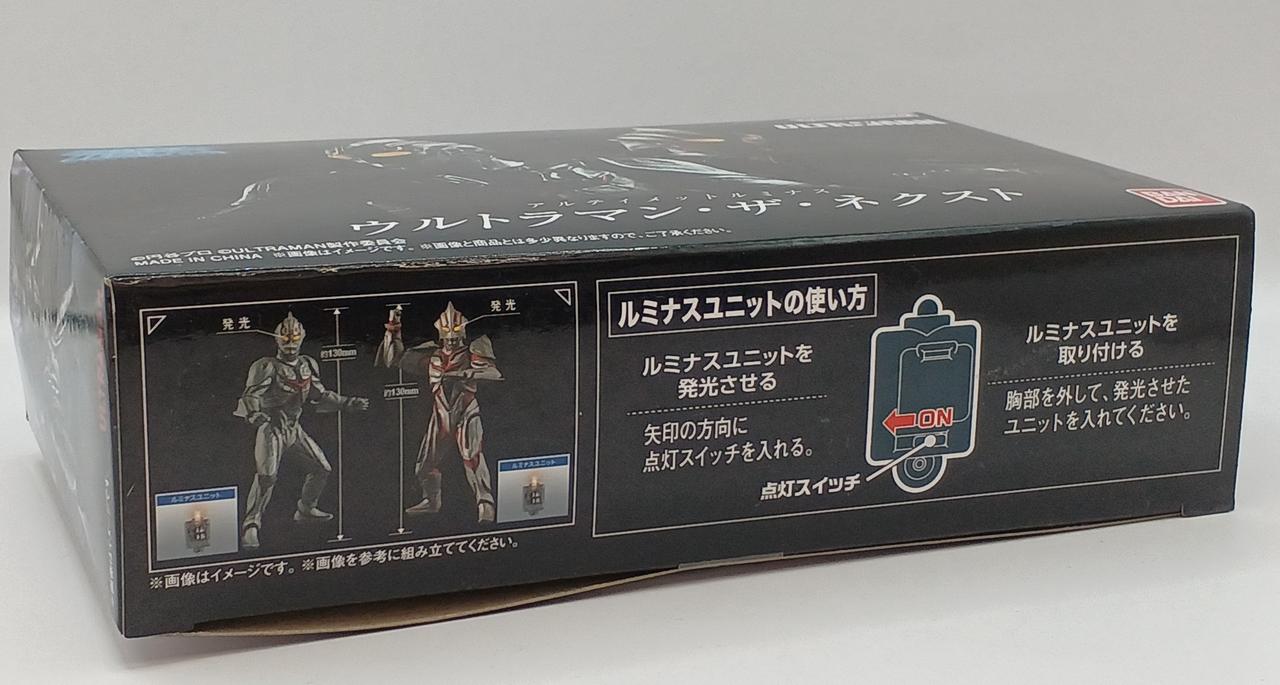 アルティメットルミナス
ウルトラマン・ザ・ネクスト
©円谷プロ ©ULTRAMAN製作委員会
MADE IN CHINA ※画像はイメージです。※画像と商品とは多少異なりますので、ご了承ください。
BAN
DAI
発光
約130mm
発光
約130mm
ルミナスユニット
ルミナスユニット
※画像はイメージです。※画像を参考に組み立ててください。
ルミナスユニットの使い方
ルミナスユニットを
発光させる
矢印の方向に
点灯スイッチを入れる。
ON
点灯スイッチ
ルミナスユニットを
取り付ける
胸部を外して、発光させた
ユニットを入れてください。